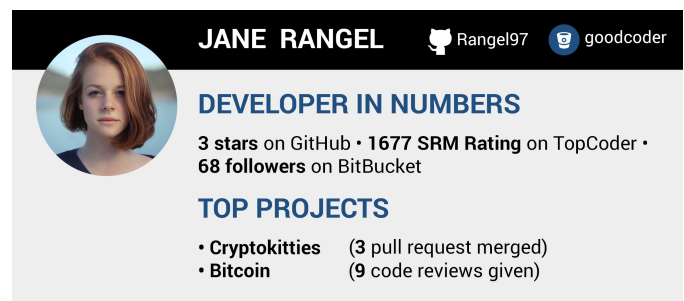 JANE RANGEL
Rangel97
goodcoder
DEVELOPER IN NUMBERS
3 stars on GitHub • 1677 SRM Rating on TopCoder •
68 followers on BitBucket
TOP PROJECTS
• Cryptokitties (3 pull request merged)
• Bitcoin (9 code reviews given)